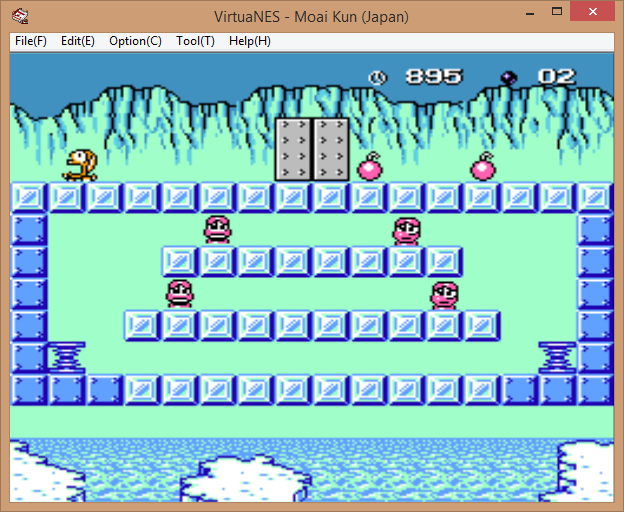 VirtuaNES - Moai Kun (Japan)
File(F) Edit(E) Option(C) Tool(T) Help(H)
895 02